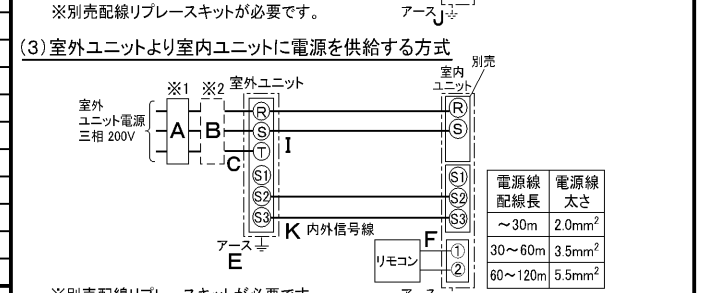 ※別売配線リプレースキットが必要です。
アース J
(3)室外ユニットより室内ユニットに電源を供給する方式
別売
※1 ※2 室外ユニット
室内
ユニット
室外
ユニット電源
三相 200V
A B
C
R
S
T
S1
S2
S3
I
R
S
S1
S2
S3
K 内外信号線
アース
E
F
リモコン
1
2
電源線
配線長
電源線
太さ
～30m 2.0mm²
30～60m 3.5mm²
60～120m 5.5mm²